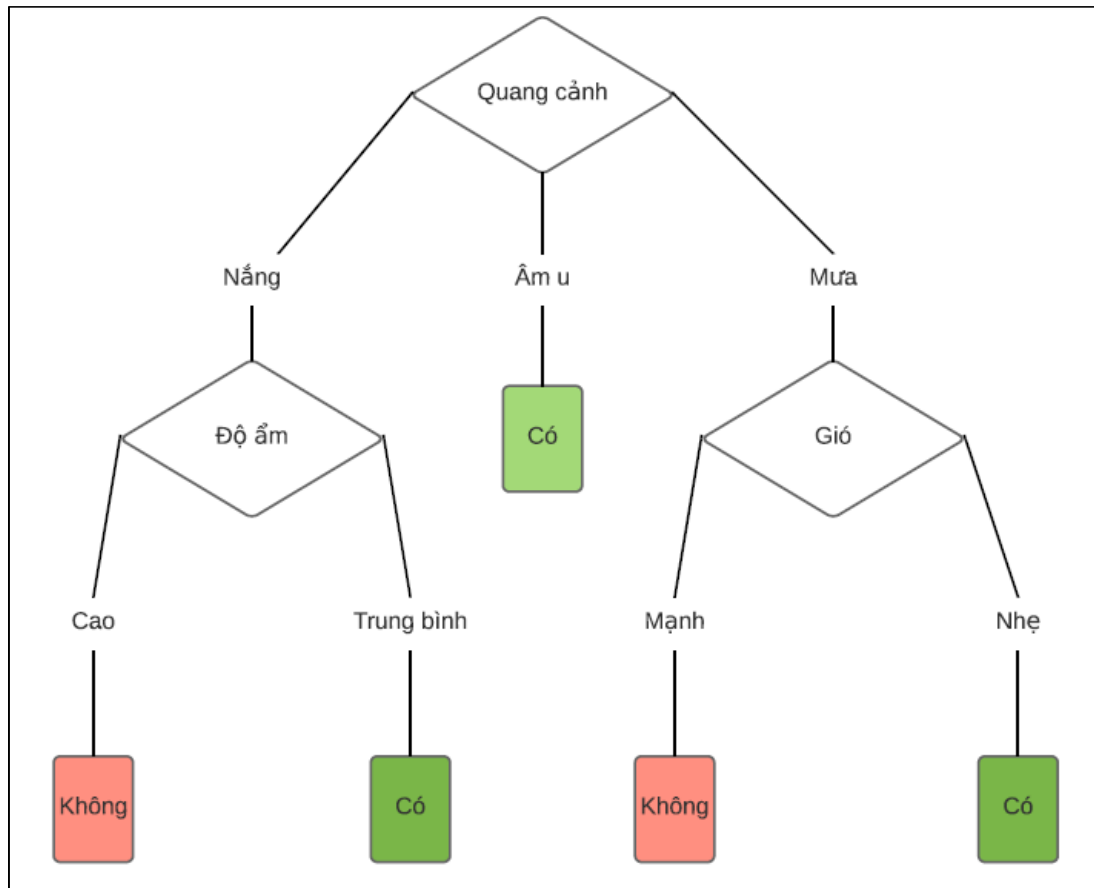 Quang cảnh
Nắng
Âm u
Mưa
Độ ẩm
Có
Gió
Cao
Trung bình
Mạnh
Nhẹ
Không
Có
Không
Có